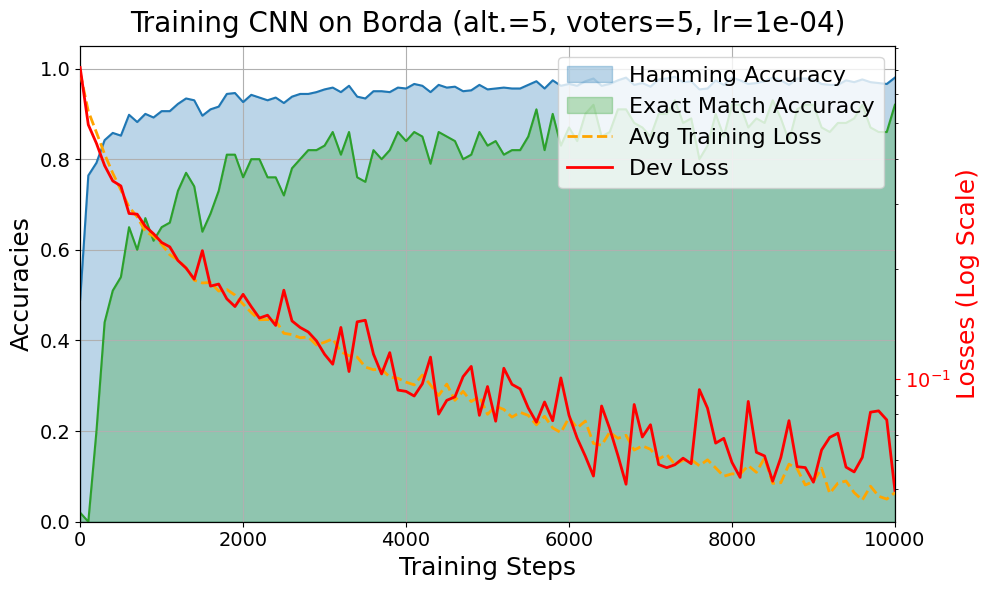 Training CNN on Borda (alt.=5, voters=5, lr=1e-04)
Hamming Accuracy
Exact Match Accuracy
Avg Training Loss
Dev Loss
Accuracies
1.0
0.8
0.6
0.4
0.2
0.0
0 2000 4000 6000 8000 10000
Training Steps
10⁻¹
Losses (Log Scale)